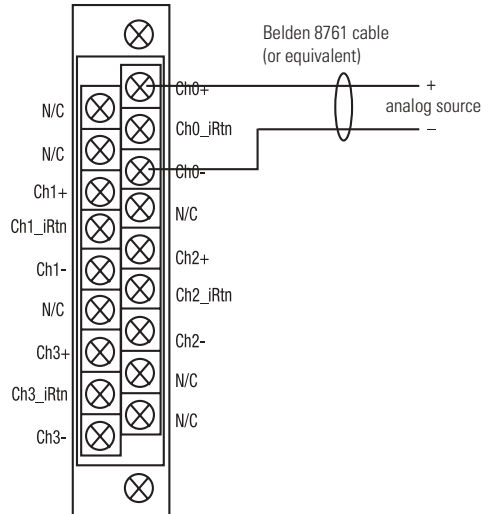 Belden 8761 cable
(or equivalent)
Ch0+
+
analog source
–
N/C
Ch0_iRtn
N/C
Ch0-
Ch1+
N/C
Ch1_iRtn
Ch2+
Ch1-
Ch2_iRtn
N/C
Ch2-
Ch3+
N/C
Ch3_iRtn
N/C
Ch3-